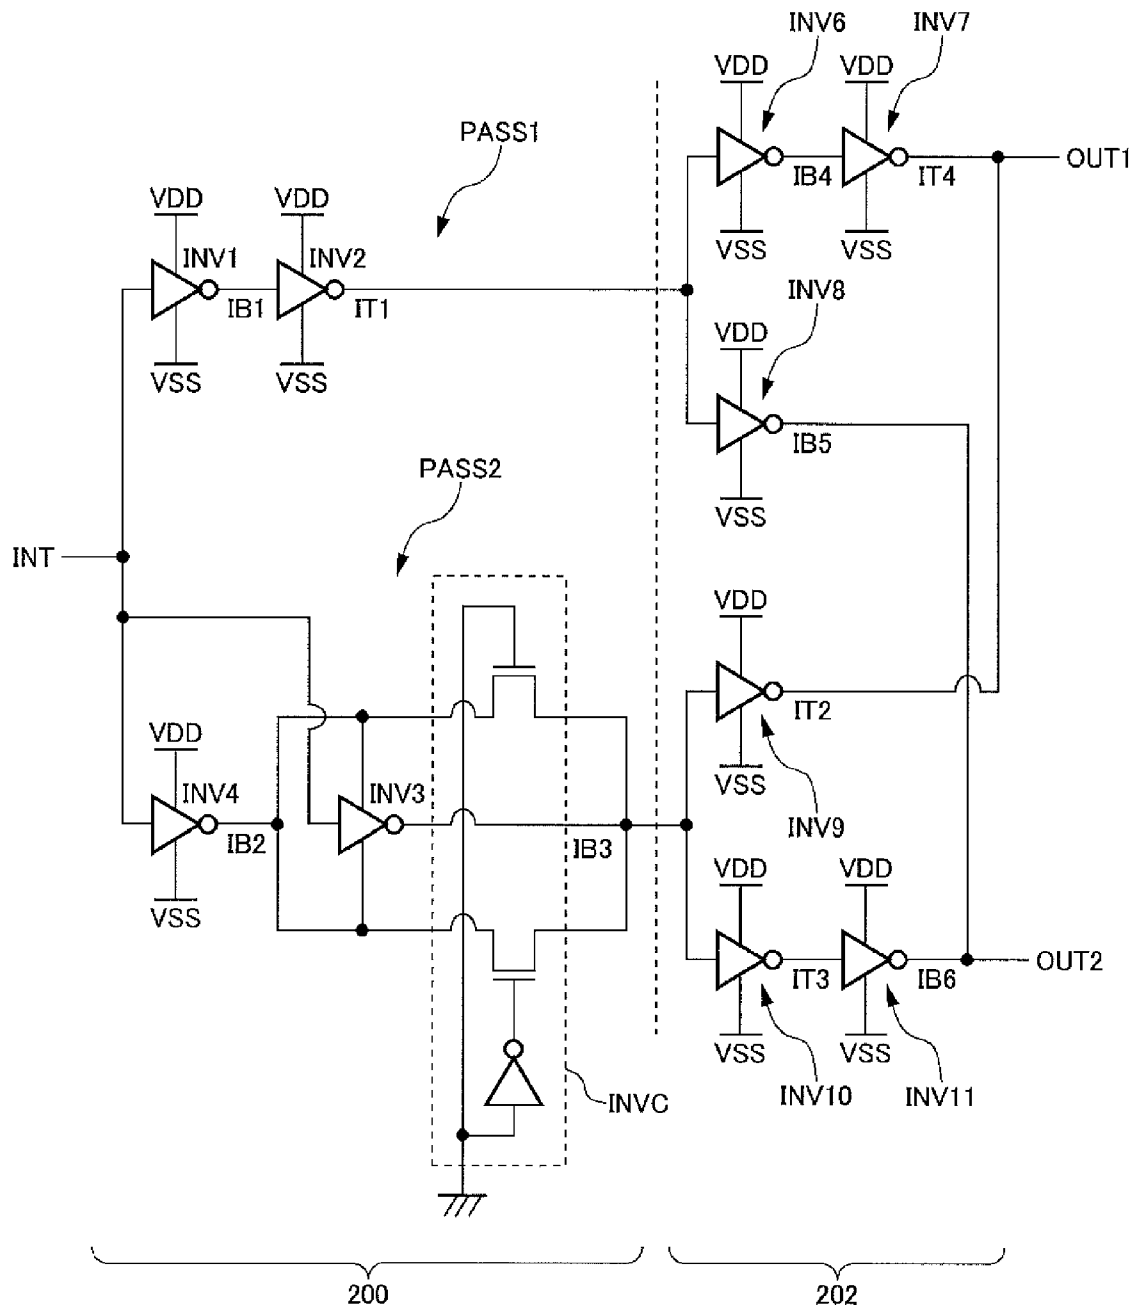 INV6
INV7
VDD
VDD
PASS1
OUT1
IB4
IT4
VDD
VDD
VSS
VSS
INV1
INV2
INV8
IB1
IT1
VDD
VSS
VSS
PASS2
IB5
VSS
INT
VDD
IT2
VDD
VSS
INV4
INV3
INV9
IB2
IB3
VDD
VDD
VSS
OUT2
IT3
IB6
VSS
VSS
INVC
INV10
INV11
200
202